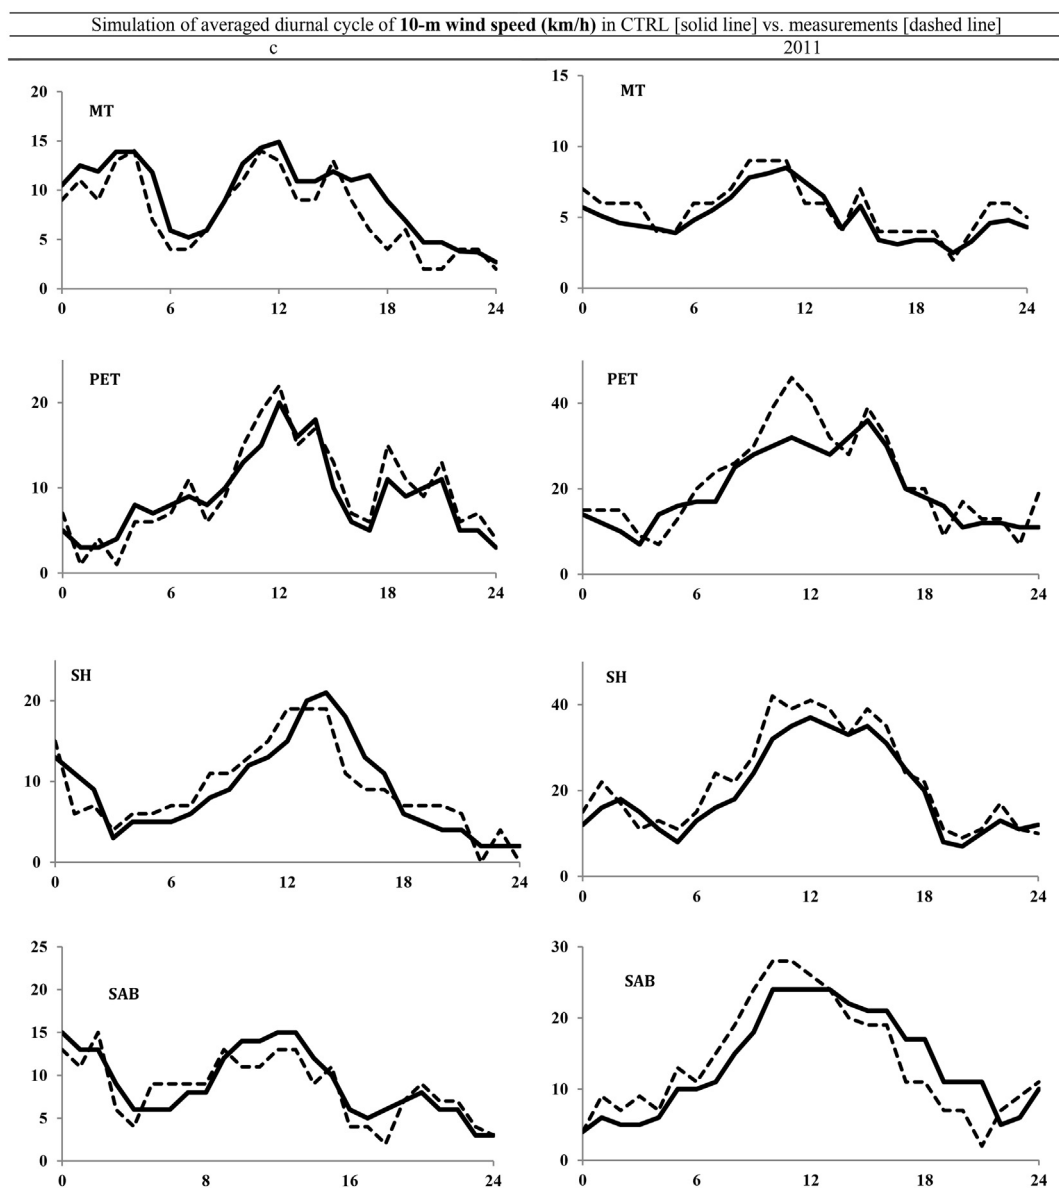 Simulation of averaged diurnal cycle of 10-m wind speed (km/h) in CTRL [solid line] vs. measurements [dashed line]
c 2011
MT
20
15
10
5
0
0 6 12 18 24
MT
15
10
5
0
0 6 12 18 24
PET
20
10
0
0 6 12 18 24
PET
40
20
0
0 6 12 18 24
SH
20
10
0
0 6 12 18 24
SH
40
20
0
0 6 12 18 24
SAB
25
20
15
10
5
0
0 8 16 24
SAB
30
20
10
0
0 6 12 18 24